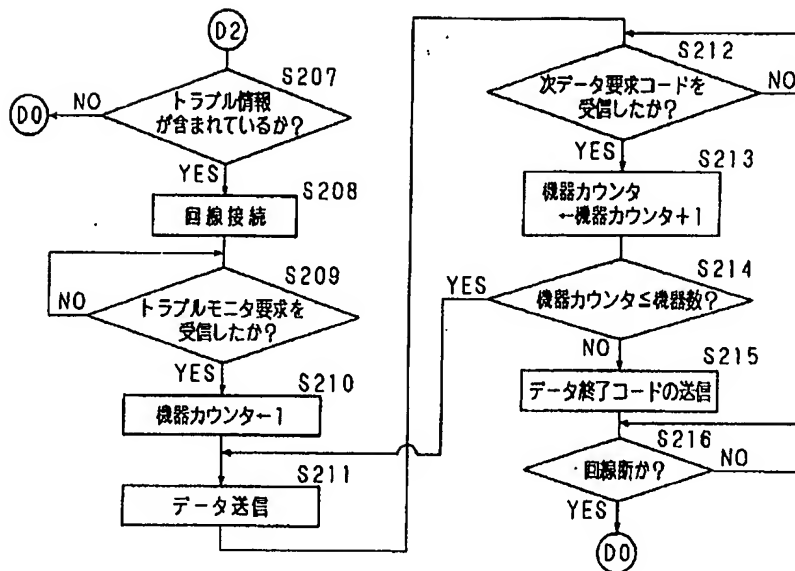 D2
S207
トラブル情報
が含まれているか?
NO
D0
YES
S208
回線接続
S209
トラブルモニタ要求を
受信したか?
NO
YES
S210
機器カウンタ←1
S211
データ送信
S212
次データ要求コードを
受信したか?
NO
YES
S213
機器カウンタ
←機器カウンタ+1
S214
機器カウンタ≦機器数?
YES
NO
S215
データ終了コードの送信
S216
回線断か?
NO
YES
D0